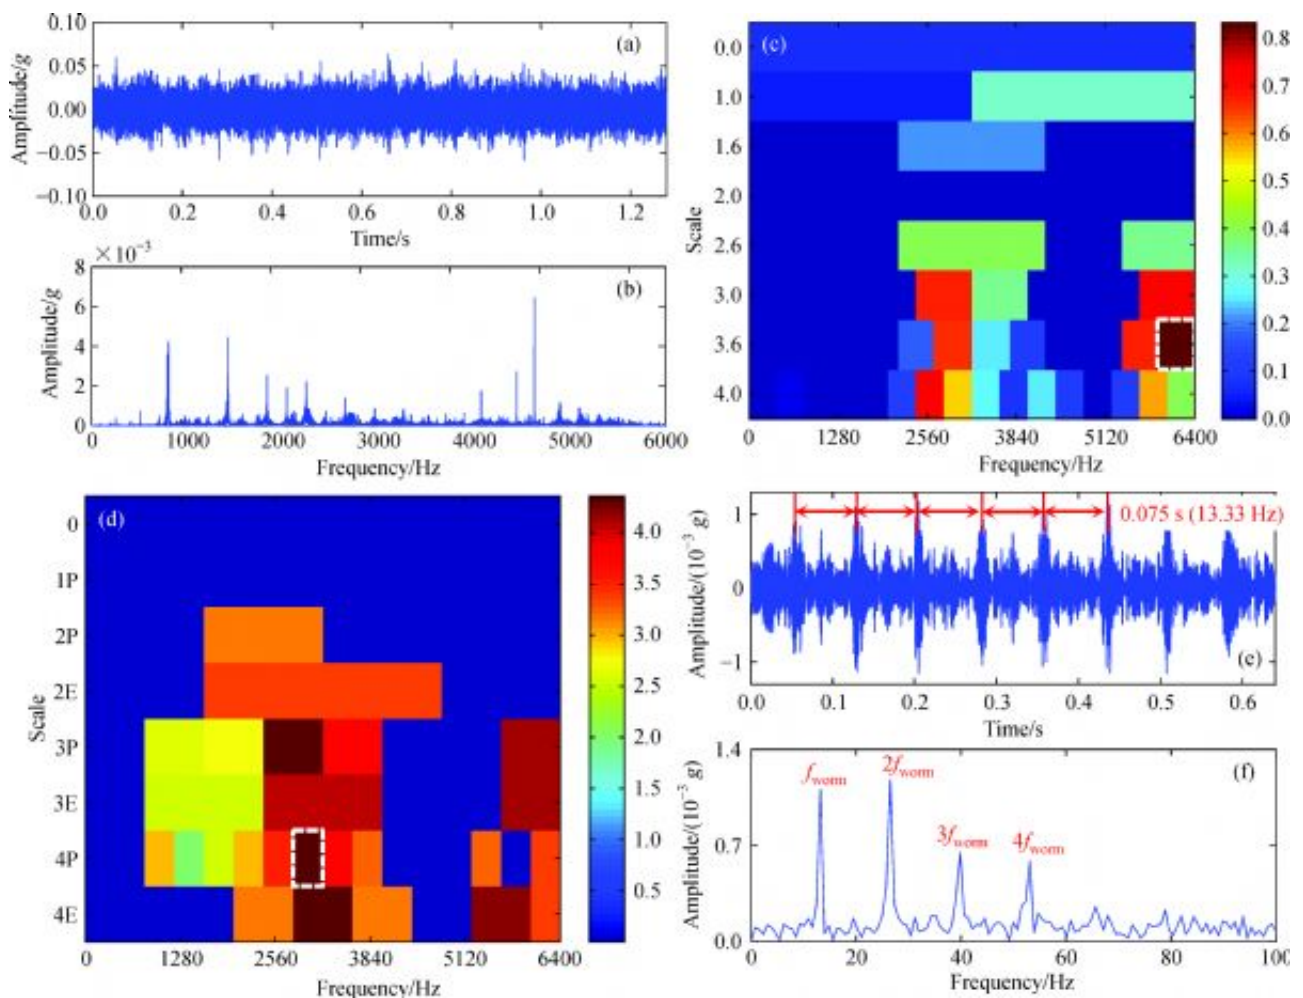 (a)
Amplitude/g
0.10
0.05
0.00
−0.05
−0.10
0.0 0.2 0.4 0.6 0.8 1.0 1.2
Time/s
×10⁻³
(b)
Amplitude/g
8
6
4
2
0
0 1000 2000 3000 4000 5000 6000
Frequency/Hz
(c)
Scale
0.0
1.0
1.6
2.0
2.6
3.0
3.6
4.0
0 1280 2560 3840 5120 6400
Frequency/Hz
0.8
0.7
0.6
0.5
0.4
0.3
0.2
0.1
0.0
(d)
Scale
0
1P
2P
2E
3P
3E
4P
4E
0 1280 2560 3840 5120 6400
Frequency/Hz
4.0
3.5
3.0
2.5
2.0
1.5
1.0
0.5
0.075 s (13.33 Hz)
(e)
Amplitude/(10⁻³ g)
1
0
−1
0.0 0.1 0.2 0.3 0.4 0.5 0.6
Time/s
(f)
Amplitude/(10⁻³ g)
1.4
0.7
0.0
f_worm
2f_worm
3f_worm
4f_worm
0 20 40 60 80 100
Frequency/Hz